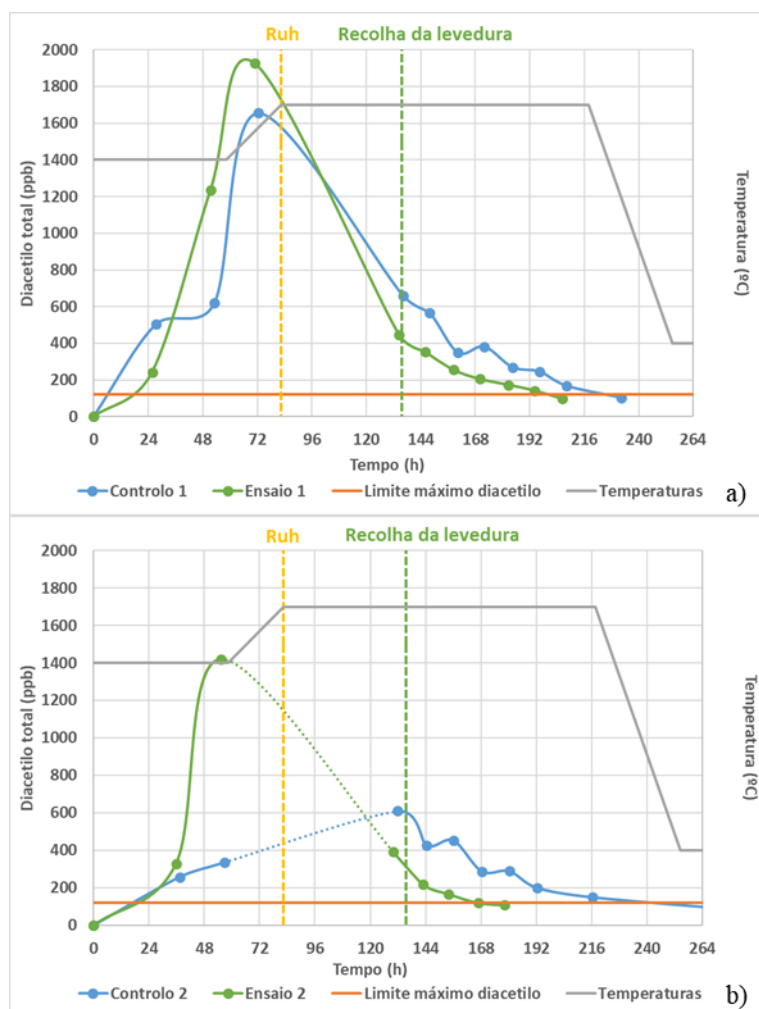 Ruh Recolha da levedura
2000
1800
1600
1400
1200
1000
800
600
400
200
0
Diacetilo total (ppb)
Temperatura (ºC)
0 24 48 72 96 120 144 168 192 216 240 264
Tempo (h)
Controlo 1 Ensaio 1 Limite máximo diacetilo Temperaturas
a)
Ruh Recolha da levedura
2000
1800
1600
1400
1200
1000
800
600
400
200
0
Diacetilo total (ppb)
Temperatura (ºC)
0 24 48 72 96 120 144 168 192 216 240 264
Tempo (h)
Controlo 2 Ensaio 2 Limite máximo diacetilo Temperaturas
b)